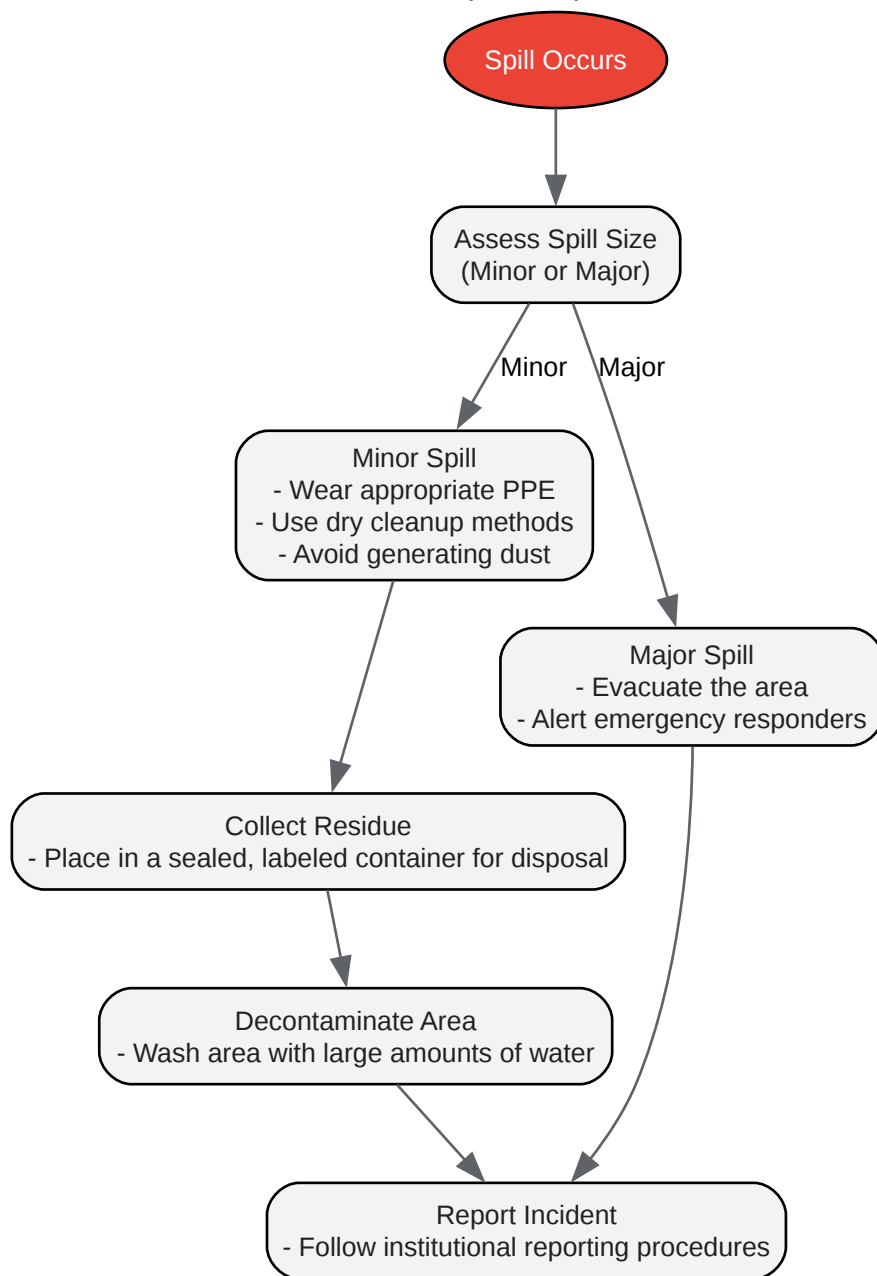 Spill Occurs
Assess Spill Size
(Minor or Major)
Minor
Major
Minor Spill
- Wear appropriate PPE
- Use dry cleanup methods
- Avoid generating dust
Major Spill
- Evacuate the area
- Alert emergency responders
Collect Residue
- Place in a sealed, labeled container for disposal
Decontaminate Area
- Wash area with large amounts of water
Report Incident
- Follow institutional reporting procedures